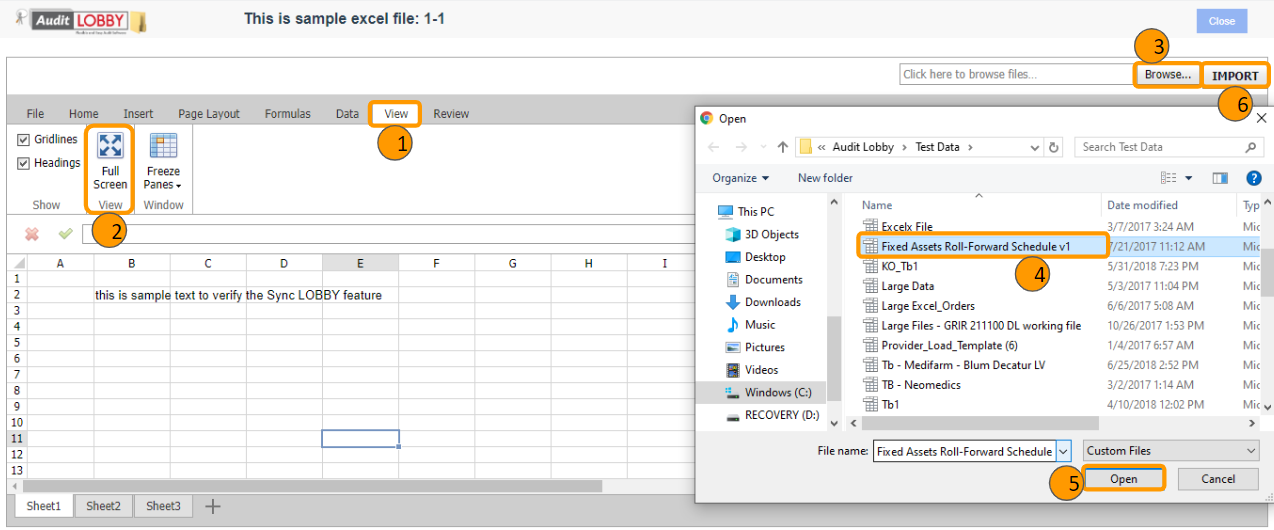 Audit LOBBY
This is sample excel file: 1-1
Close
3
Click here to browse files...
Browse...
IMPORT
6
File Home Insert Page Layout Formulas Data View Review
1
Gridlines
Headings
Full
Screen
Freeze
Panes
Show View Window
2
A B C D E F G H I
1
2 this is sample text to verify the Sync LOBBY feature
3
4
5
6
7
8
9
10
11
12
13
Sheet1 Sheet2 Sheet3
Open
« Audit Lobby > Test Data >
Search Test Data
Organize New folder
?
This PC
3D Objects
Desktop
Documents
Downloads
Music
Pictures
Videos
Windows (C:)
RECOVERY (D:)
Name Date modified Typ
Excelx File 3/7/2017 3:24 AM Mic
Fixed Assets Roll-Forward Schedule v1 7/21/2017 11:12 AM Mic
4
KO_Tb1 5/31/2018 7:23 PM Mic
Large Data 5/3/2017 11:04 PM Mic
Large Excel_Orders 6/6/2017 5:08 AM Mic
Large Files - GRIR 211100 DL working file 10/26/2017 1:53 PM Mic
Provider_Load_Template (6) 1/4/2017 6:57 AM Mic
Tb - Medifarm - Blum Decatur LV 6/25/2018 2:52 PM Mic
TB - Neomedics 3/2/2017 1:14 AM Mic
Tb1 4/10/2018 12:02 PM Mic
File name: Fixed Assets Roll-Forward Schedule Custom Files
5
Open Cancel